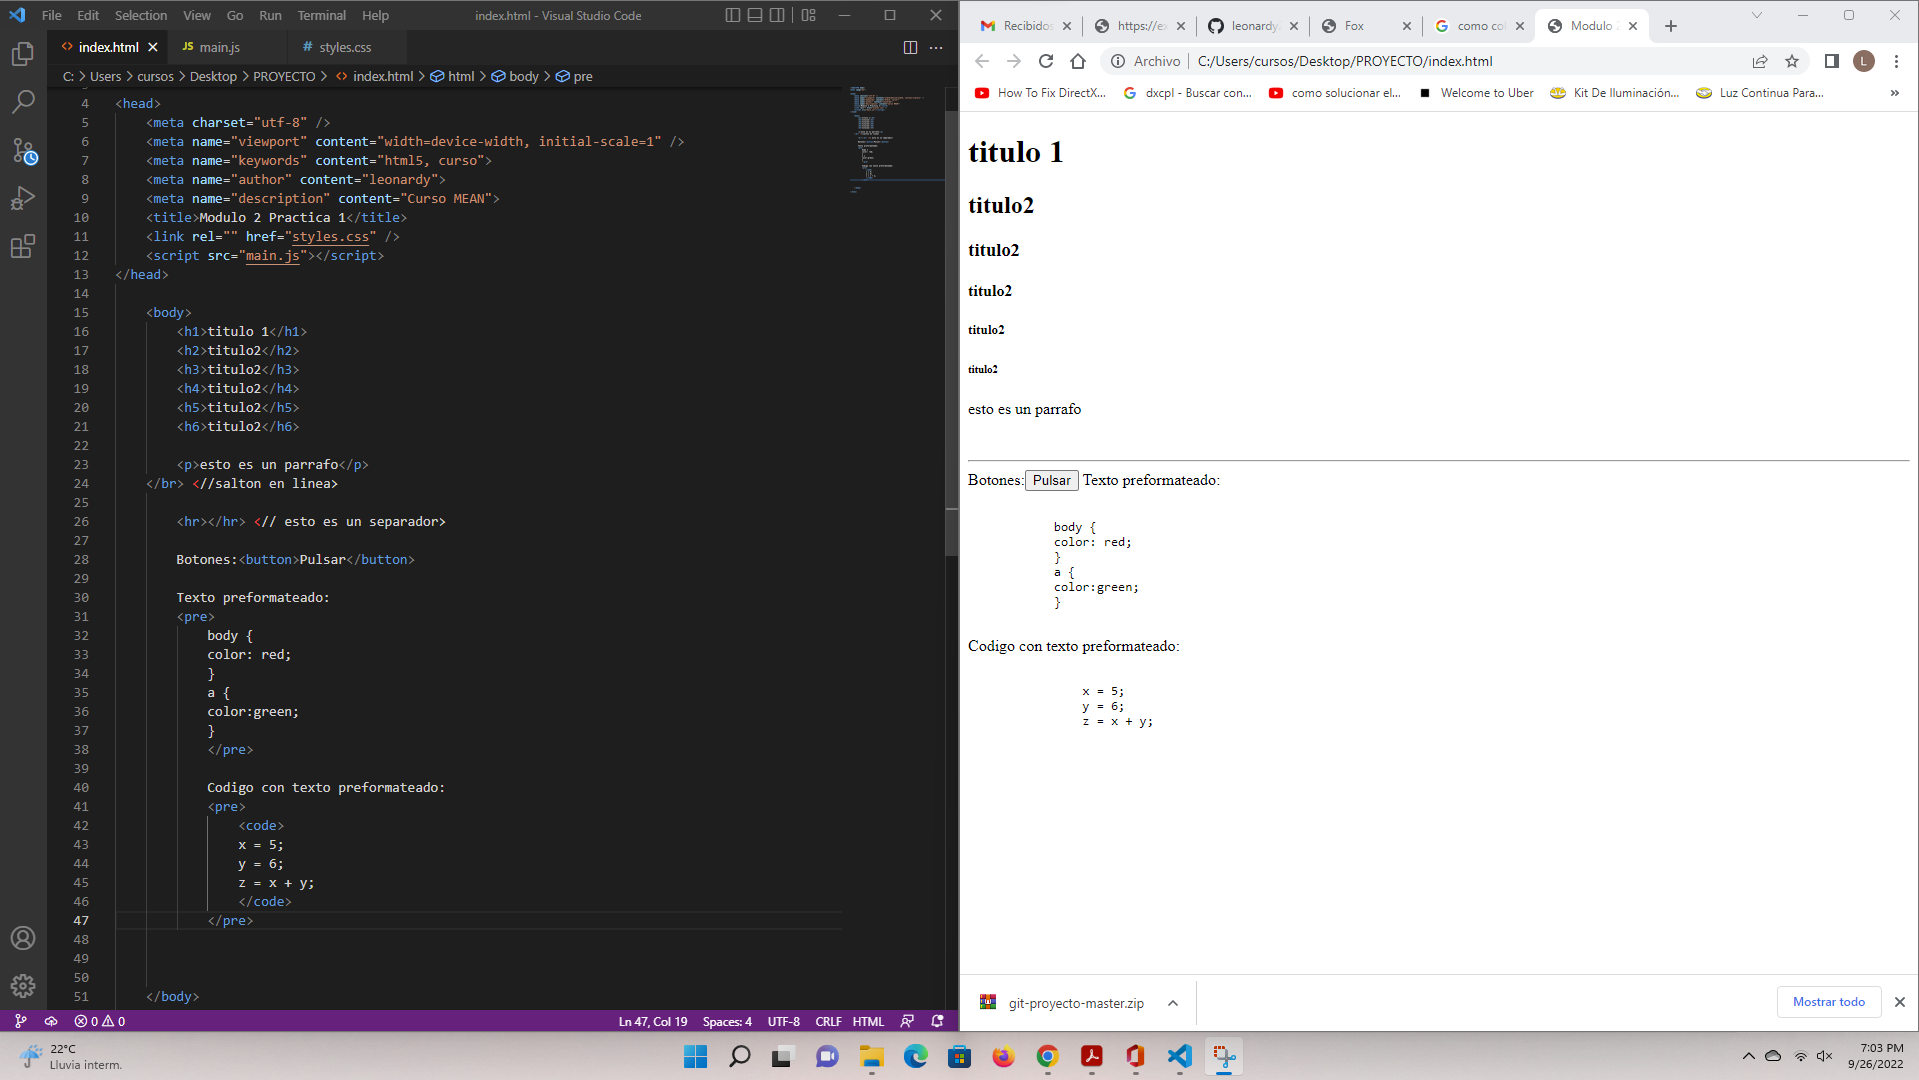 File Edit Selection View Go Run Terminal Help
index.html - Visual Studio Code
index.html
JS main.js
# styles.css
C: > Users > cursos > Desktop > PROYECTO > index.html > html > body > pre
4 <head>
5 <meta charset="utf-8" />
6 <meta name="viewport" content="width=device-width, initial-scale=1" />
7 <meta name="keywords" content="html5, curso">
8 <meta name="author" content="leonardy">
9 <meta name="description" content="Curso MEAN">
10 <title>Modulo 2 Practica 1</title>
11 <link rel="" href="styles.css" />
12 <script src="main.js"></script>
13 </head>
14
15 <body>
16 <h1>titulo 1</h1>
17 <h2>titulo2</h2>
18 <h3>titulo2</h3>
19 <h4>titulo2</h4>
20 <h5>titulo2</h5>
21 <h6>titulo2</h6>
22
23 <p>esto es un parrafo</p>
24 </br> <//salton en linea>
25
26 <hr></hr> <// esto es un separador>
27
28 Botones:<button>Pulsar</button>
29
30 Texto preformateado:
31 <pre>
32 body {
33 color: red;
34 }
35 a {
36 color:green;
37 }
38 </pre>
39
40 Codigo con texto preformateado:
41 <pre>
42 <code>
43 x = 5;
44 y = 6;
45 z = x + y;
46 </code>
47 </pre>
48
49
50
51 </body>
0 0
Ln 47, Col 19 Spaces: 4 UTF-8 CRLF HTML
Recibidos
https://ex
leonardy
Fox
como col
Modulo 2
Archivo
C:/Users/cursos/Desktop/PROYECTO/index.html
L
How To Fix DirectX...
dxcpl - Buscar con...
como solucionar el...
Welcome to Uber
Kit De Iluminación...
Luz Continua Para...
»
titulo 1
titulo2
titulo2
titulo2
titulo2
titulo2
esto es un parrafo
Botones: Pulsar Texto preformateado:
body {
color: red;
}
a {
color:green;
}
Codigo con texto preformateado:
x = 5;
y = 6;
z = x + y;
git-proyecto-master.zip
Mostrar todo
22°C
Lluvia interm.
7:03 PM
9/26/2022